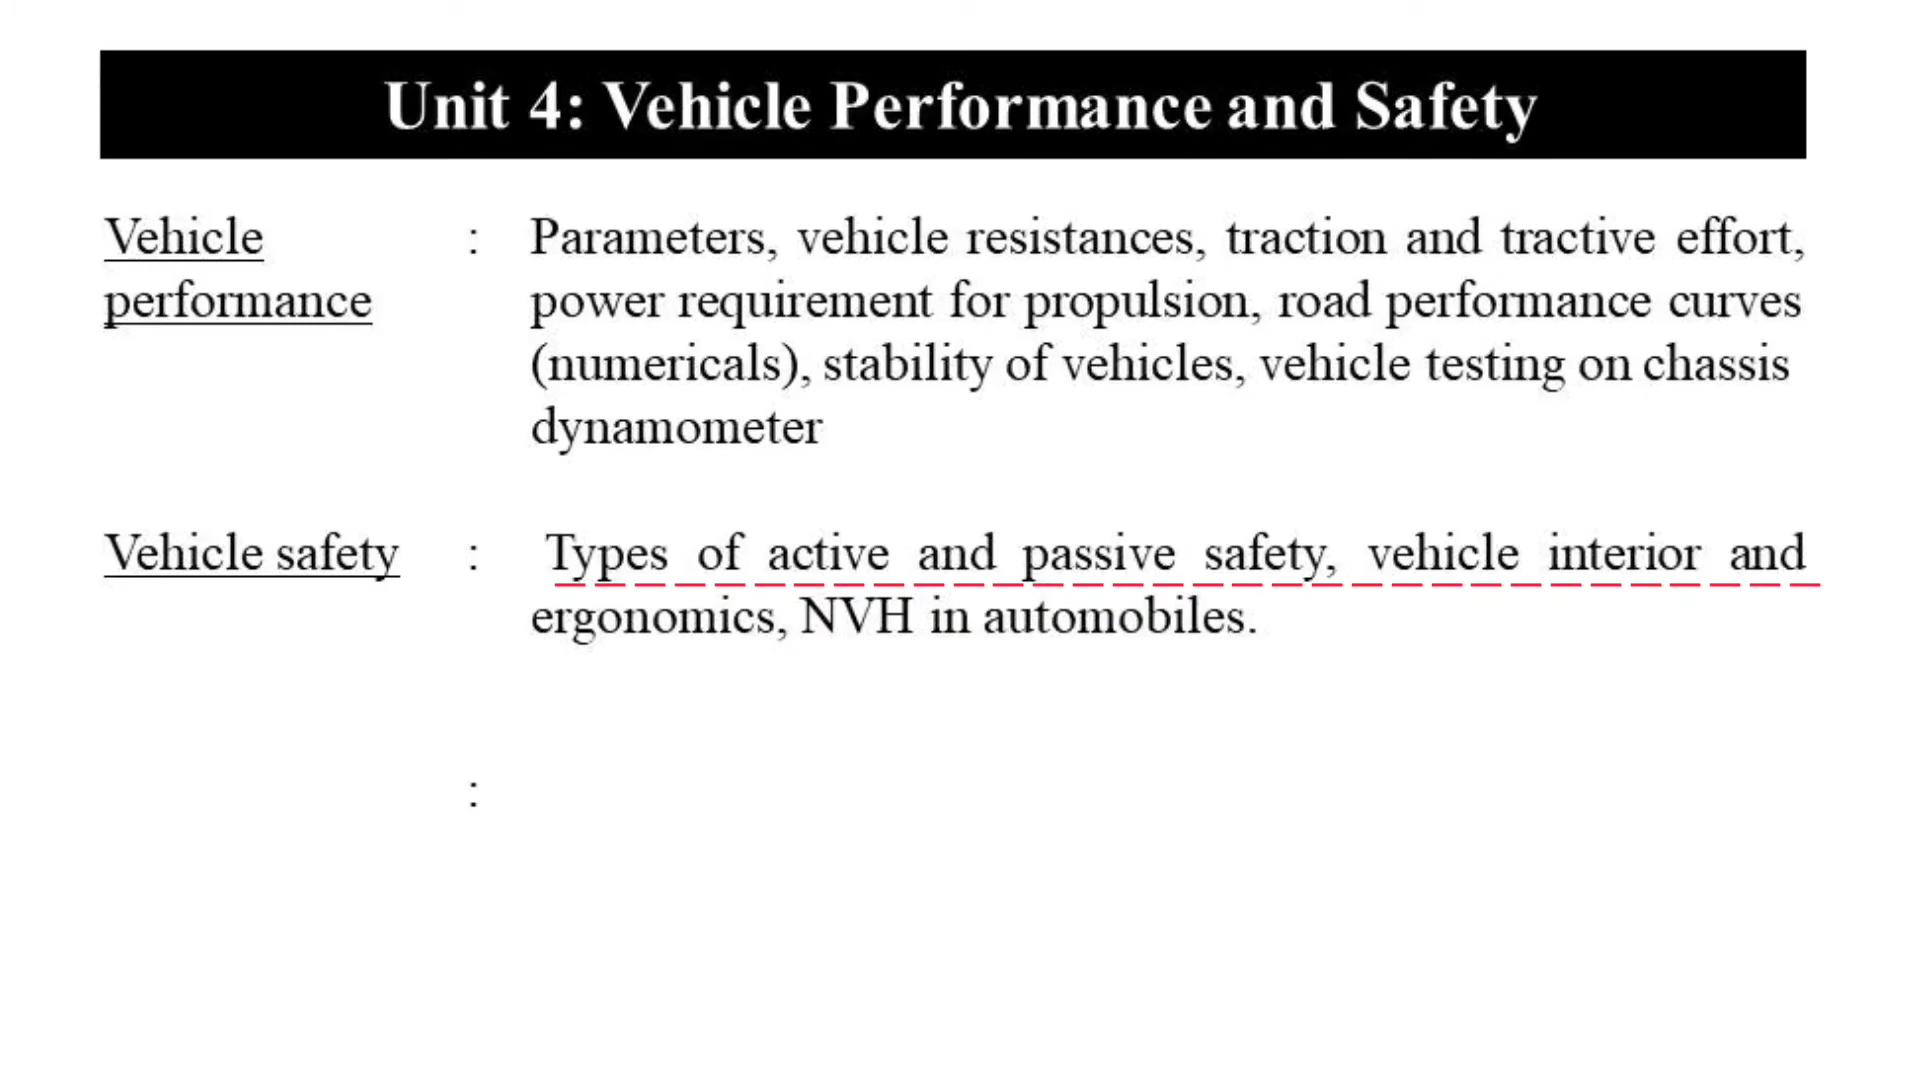 Unit 4: Vehicle Performance and Safety
Vehicle : Parameters, vehicle resistances, traction and tractive effort,
performance power requirement for propulsion, road performance curves
(numericals), stability of vehicles, vehicle testing on chassis
dynamometer
Vehicle safety : Types of active and passive safety, vehicle interior and
ergonomics, NVH in automobiles.
: